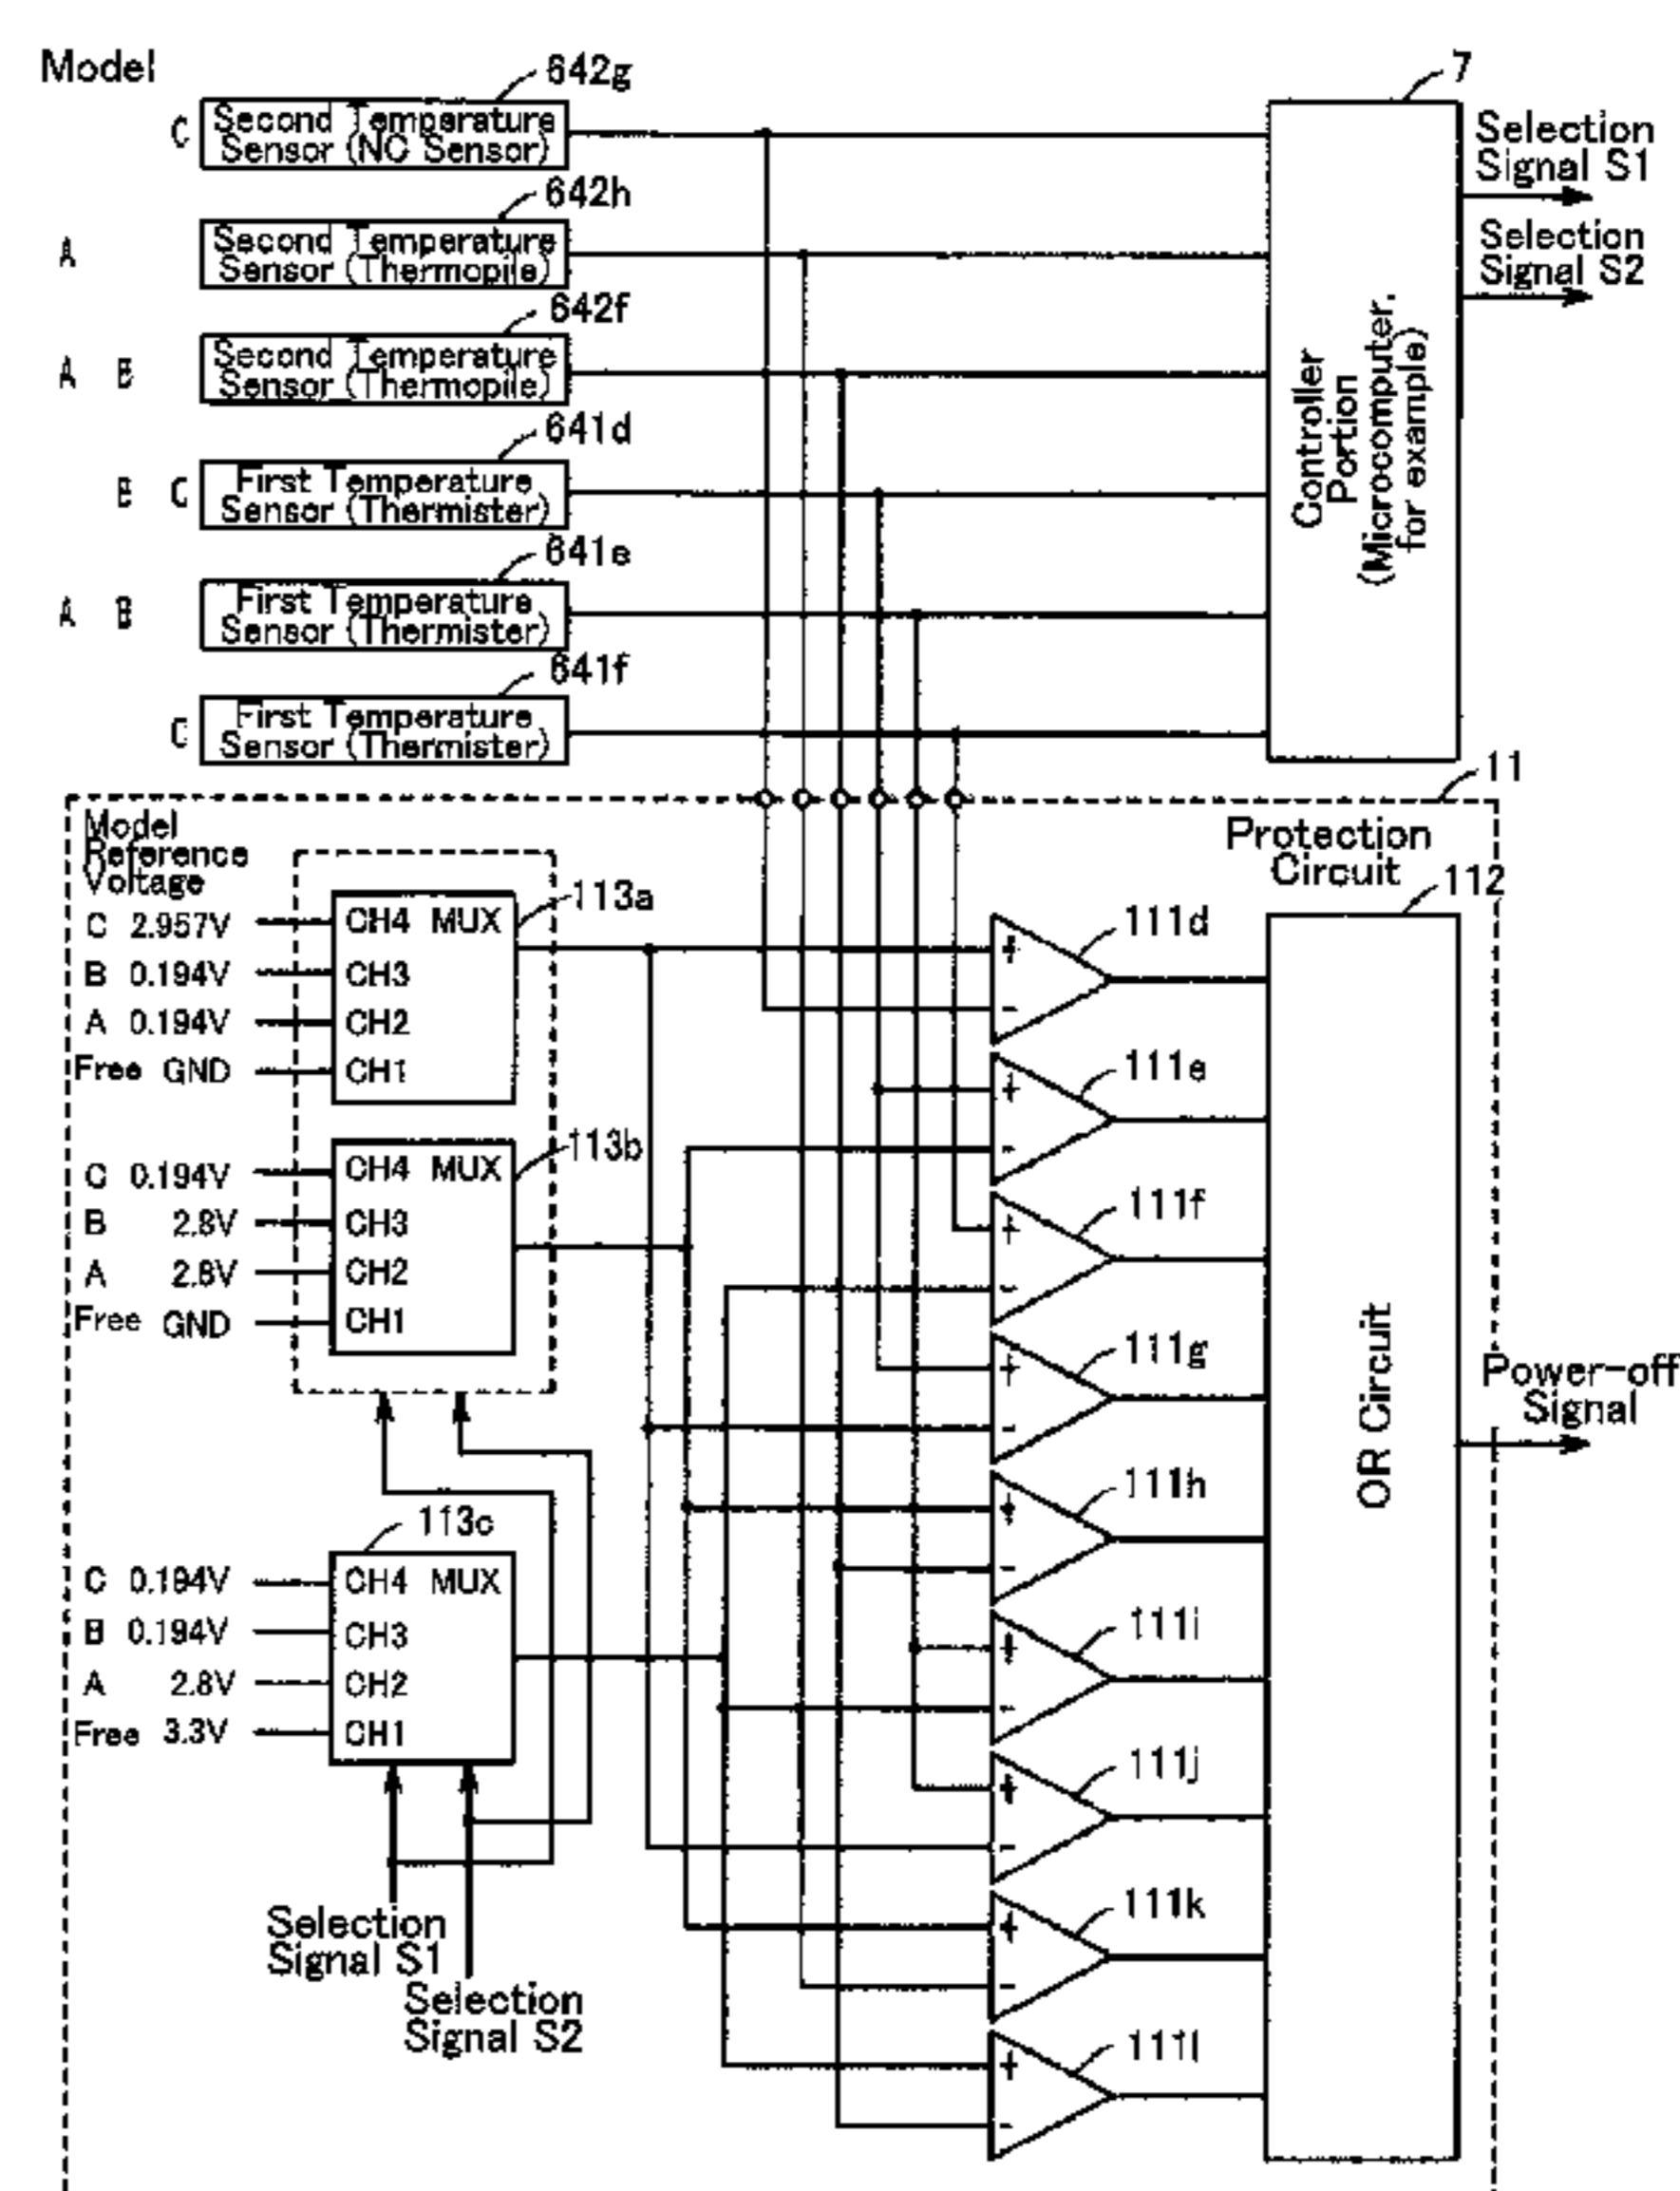 Model
642g
C
Second Temperature
Sensor (NC Sensor)
642h
A
Second Temperature
Sensor (Thermopile)
642f
A B
Second Temperature
Sensor (Thermopile)
641d
B C
First Temperature
Sensor (Thermister)
641e
A B
First Temperature
Sensor (Thermister)
641f
C
First Temperature
Sensor (Thermister)
7
Controller
Portion
(Microcomputer.
for example)
Selection
Signal S1
Selection
Signal S2
11
Protection
Circuit
Model
Reference
Voltage
113a
C 2.957V CH4 MUX
B 0.194V CH3
A 0.194V CH2
Free GND CH1
113b
C 0.194V CH4 MUX
B 2.8V CH3
A 2.8V CH2
Free GND CH1
113c
C 0.194V CH4 MUX
B 0.194V CH3
A 2.8V CH2
Free 3.3V CH1
Selection
Signal S1
Selection
Signal S2
111d
+
-
111e
+
-
111f
+
-
111g
+
-
111h
+
-
111i
+
-
111j
+
-
111k
+
-
111l
+
-
112
OR Circuit
Power-off
Signal